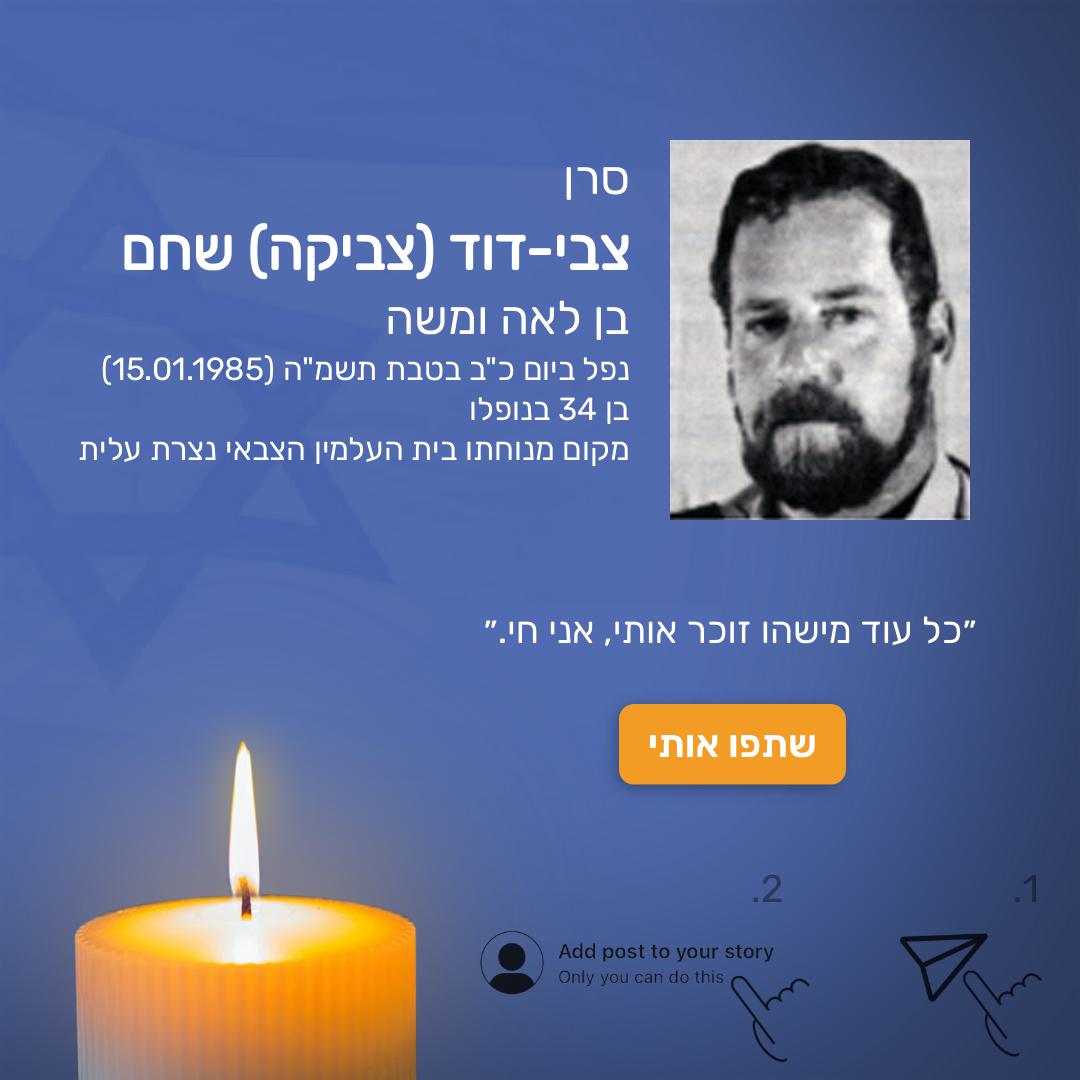 סרן
צבי-דוד (צביקה) שחם
בן לאה ומשה
נפל ביום כ"ב בטבת תשמ"ה (15.01.1985)
בן 34 בנופלו
מקום מנוחתו בית העלמין הצבאי נצרת עלית
״כל עוד מישהו זוכר אותי, אני חי.״
שתפו אותי
.1
.2
Add post to your story
Only you can do this